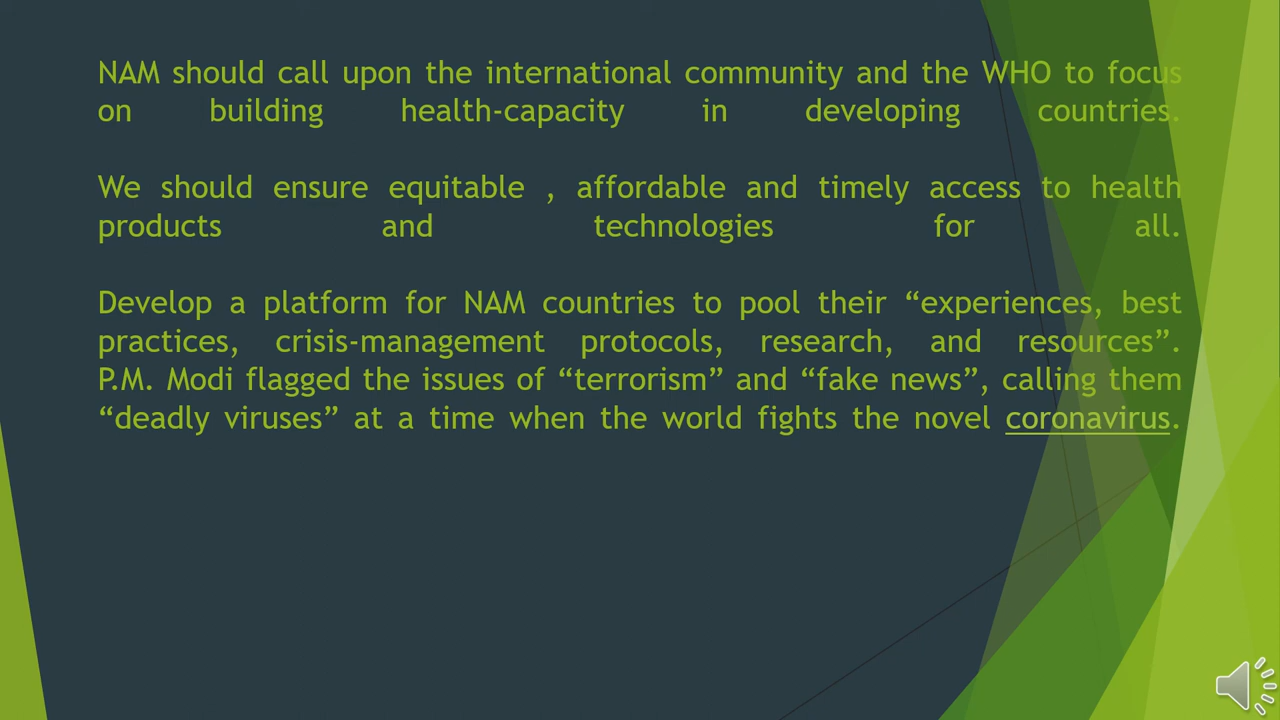 NAM should call upon the international community and the WHO to focus
on building health-capacity in developing countries.
We should ensure equitable , affordable and timely access to health
products and technologies for all.
Develop a platform for NAM countries to pool their “experiences, best
practices, crisis-management protocols, research, and resources”.
P.M. Modi flagged the issues of “terrorism” and “fake news”, calling them
“deadly viruses” at a time when the world fights the novel coronavirus.